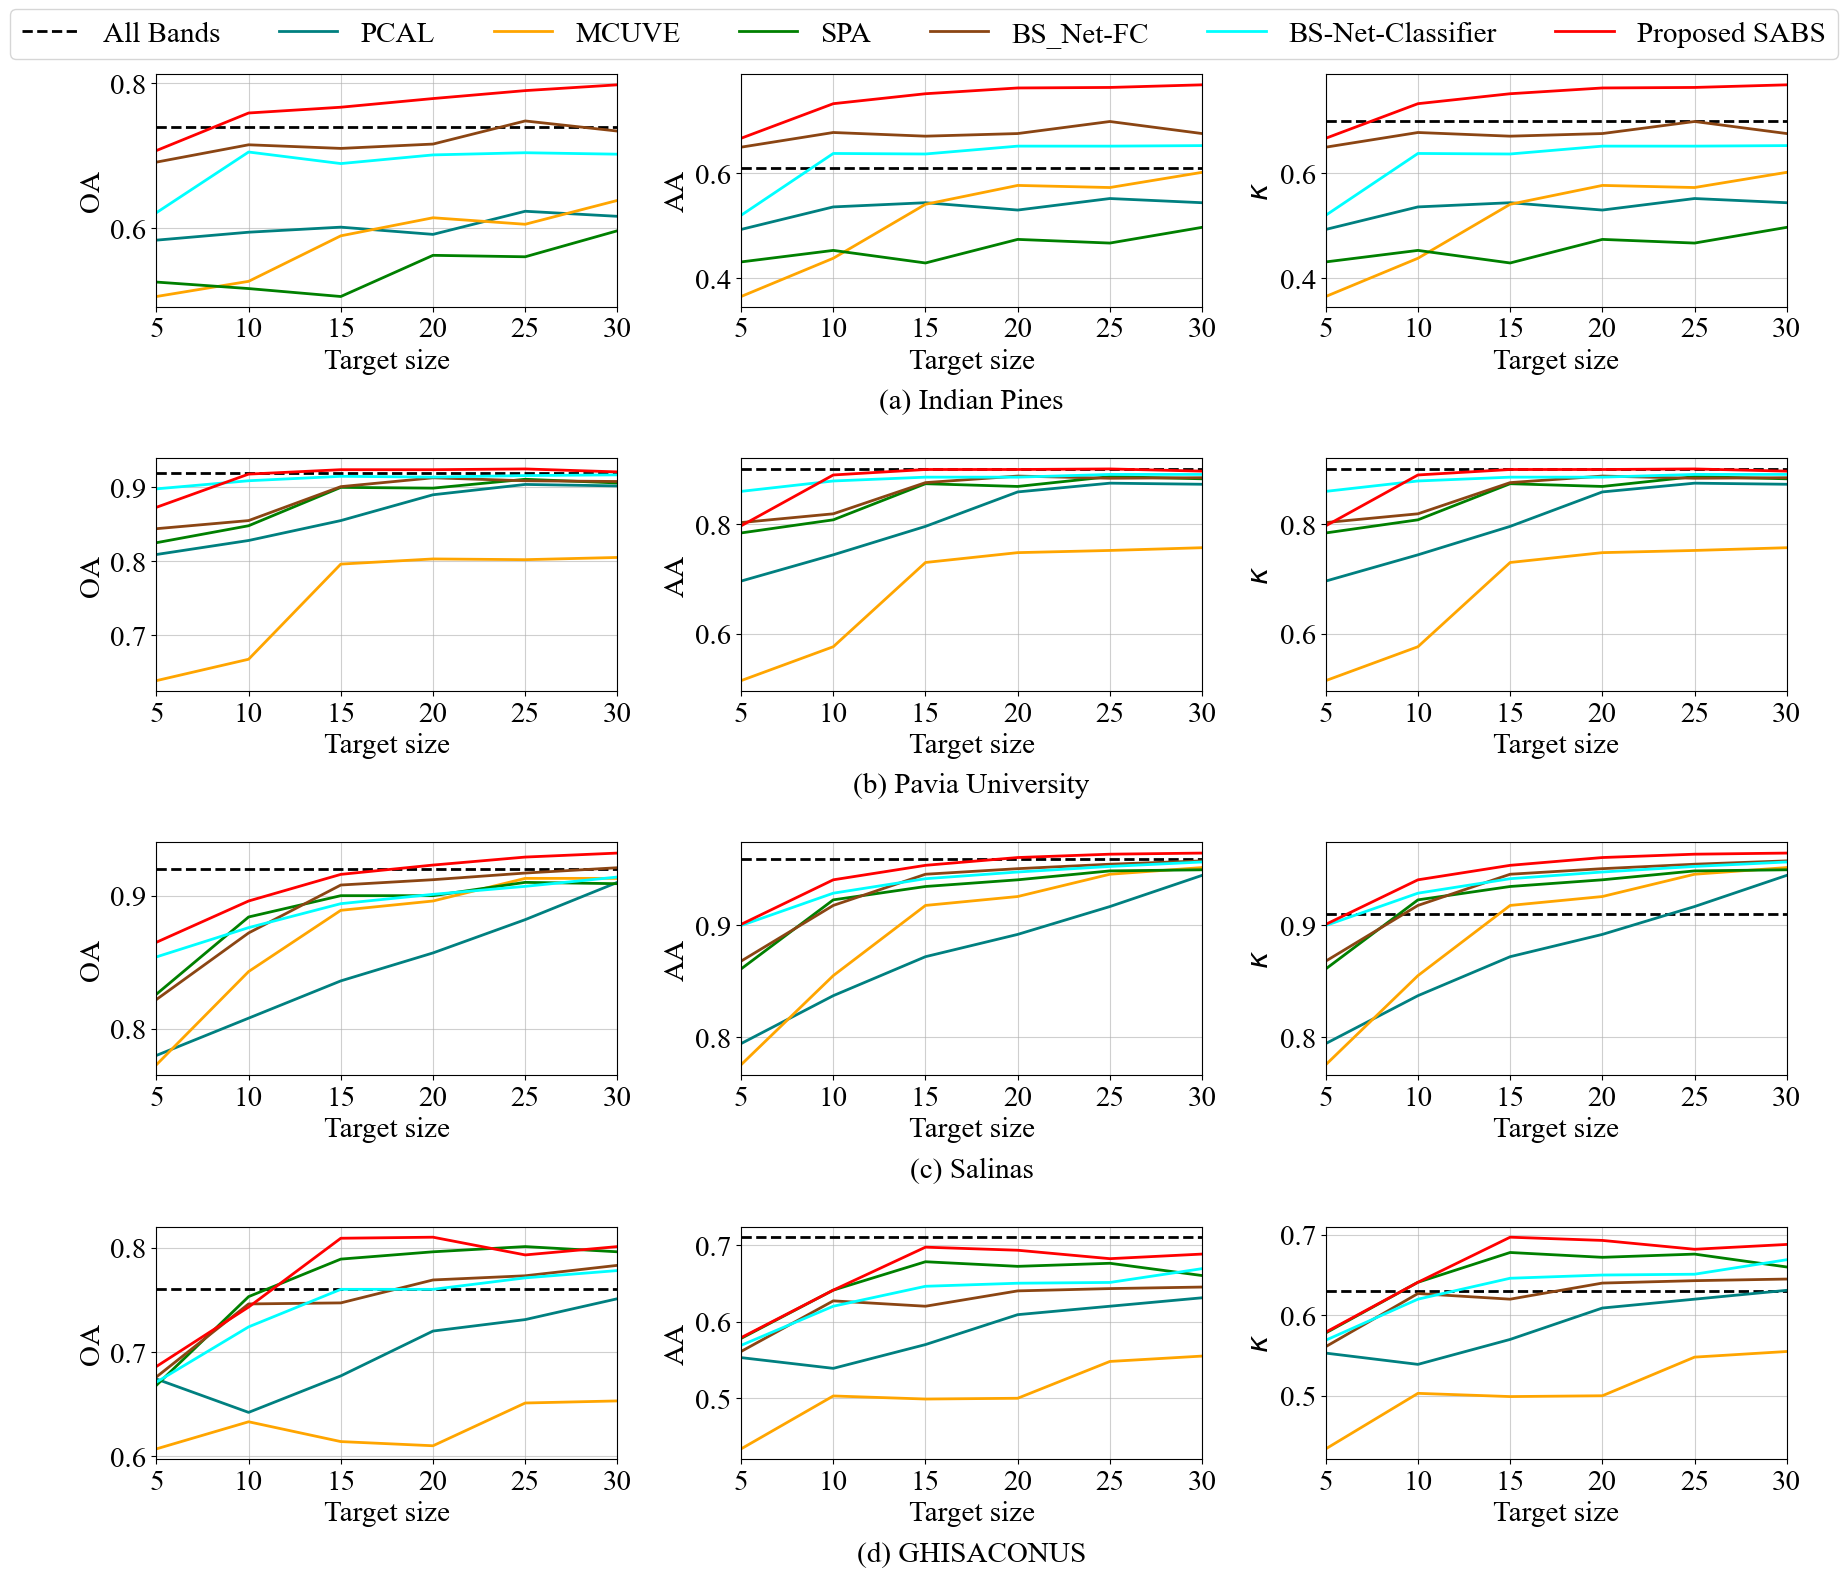 All Bands PCAL MCUVE SPA BS_Net-FC BS-Net-Classifier Proposed SABS
0.8
0.6
OA
5 10 15 20 25 30
Target size
0.6
0.4
AA
5 10 15 20 25 30
Target size
0.6
0.4
κ
5 10 15 20 25 30
Target size
(a) Indian Pines
0.9
0.8
0.7
OA
5 10 15 20 25 30
Target size
0.8
0.6
AA
5 10 15 20 25 30
Target size
0.8
0.6
κ
5 10 15 20 25 30
Target size
(b) Pavia University
0.9
0.8
OA
5 10 15 20 25 30
Target size
0.9
0.8
AA
5 10 15 20 25 30
Target size
0.9
0.8
κ
5 10 15 20 25 30
Target size
(c) Salinas
0.8
0.7
0.6
OA
5 10 15 20 25 30
Target size
0.7
0.6
0.5
AA
5 10 15 20 25 30
Target size
0.7
0.6
0.5
κ
5 10 15 20 25 30
Target size
(d) GHISACONUS